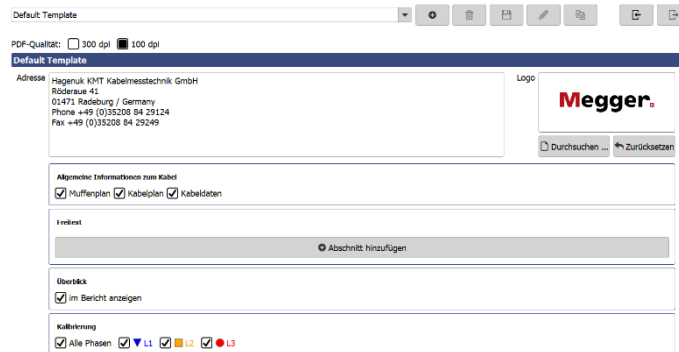 Default Template
PDF-Qualität: 300 dpi 100 dpi
Default Template
Adresse
Hagenuk KMT Kabelmesstechnik GmbH
Röderaue 41
01471 Radeburg / Germany
Phone +49 (0)35208 84 29124
Fax +49 (0)35208 84 29249
Logo
Megger.
Durchsuchen ... Zurücksetzen
Allgemeine Informationen zum Kabel
Muffenplan Kabelplan Kabeldaten
Freitext
Abschnitt hinzufügen
Überblick
im Bericht anzeigen
Kalibrierung
Alle Phasen L1 L2 L3